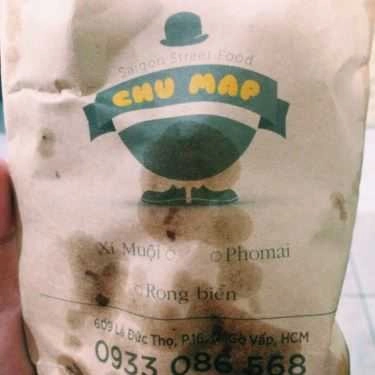 Saigon Street Food
CHU MAP
Xí Muội Phomai
Rong biển
609 Lê Đức Thọ, P.16, Gò Vấp, HCM
0933 086 568